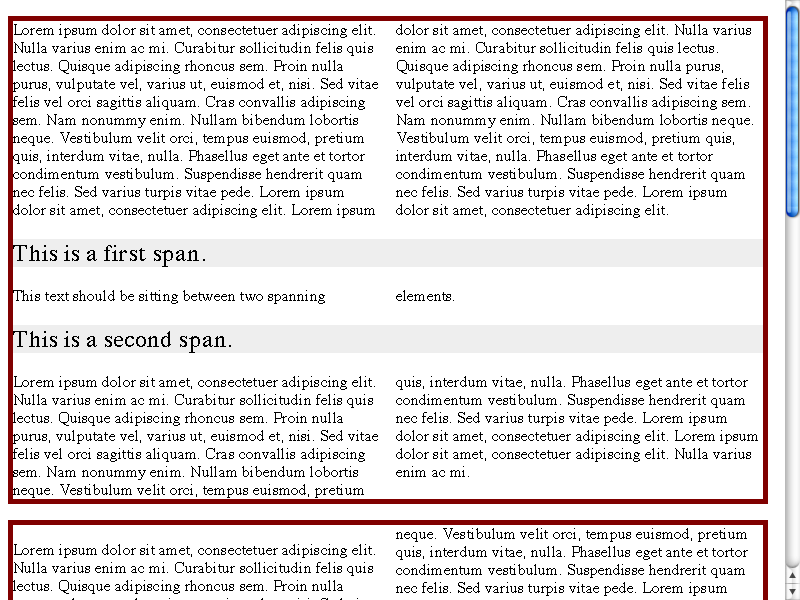 Lorem ipsum dolor sit amet, consectetuer adipiscing elit.
Nulla varius enim ac mi. Curabitur sollicitudin felis quis
lectus. Quisque adipiscing rhoncus sem. Proin nulla
purus, vulputate vel, varius ut, euismod et, nisi. Sed vitae
felis vel orci sagittis aliquam. Cras convallis adipiscing
sem. Nam nonummy enim. Nullam bibendum lobortis
neque. Vestibulum velit orci, tempus euismod, pretium
quis, interdum vitae, nulla. Phasellus eget ante et tortor
condimentum vestibulum. Suspendisse hendrerit quam
nec felis. Sed varius turpis vitae pede. Lorem ipsum
dolor sit amet, consectetuer adipiscing elit. Lorem ipsum
dolor sit amet, consectetuer adipiscing elit. Nulla varius
enim ac mi. Curabitur sollicitudin felis quis lectus.
Quisque adipiscing rhoncus sem. Proin nulla purus,
vulputate vel, varius ut, euismod et, nisi. Sed vitae felis
vel orci sagittis aliquam. Cras convallis adipiscing sem.
Nam nonummy enim. Nullam bibendum lobortis neque.
Vestibulum velit orci, tempus euismod, pretium quis,
interdum vitae, nulla. Phasellus eget ante et tortor
condimentum vestibulum. Suspendisse hendrerit quam
nec felis. Sed varius turpis vitae pede. Lorem ipsum
dolor sit amet, consectetuer adipiscing elit.
This is a first span.
This text should be sitting between two spanning
elements.
This is a second span.
Lorem ipsum dolor sit amet, consectetuer adipiscing elit.
Nulla varius enim ac mi. Curabitur sollicitudin felis quis
lectus. Quisque adipiscing rhoncus sem. Proin nulla
purus, vulputate vel, varius ut, euismod et, nisi. Sed vitae
felis vel orci sagittis aliquam. Cras convallis adipiscing
sem. Nam nonummy enim. Nullam bibendum lobortis
neque. Vestibulum velit orci, tempus euismod, pretium
quis, interdum vitae, nulla. Phasellus eget ante et tortor
condimentum vestibulum. Suspendisse hendrerit quam
nec felis. Sed varius turpis vitae pede. Lorem ipsum
dolor sit amet, consectetuer adipiscing elit. Lorem ipsum
dolor sit amet, consectetuer adipiscing elit. Nulla varius
enim ac mi.
Lorem ipsum dolor sit amet, consectetuer adipiscing elit.
Nulla varius enim ac mi. Curabitur sollicitudin felis quis
lectus. Quisque adipiscing rhoncus sem. Proin nulla
neque. Vestibulum velit orci, tempus euismod, pretium
quis, interdum vitae, nulla. Phasellus eget ante et tortor
condimentum vestibulum. Suspendisse hendrerit quam
nec felis. Sed varius turpis vitae pede. Lorem ipsum